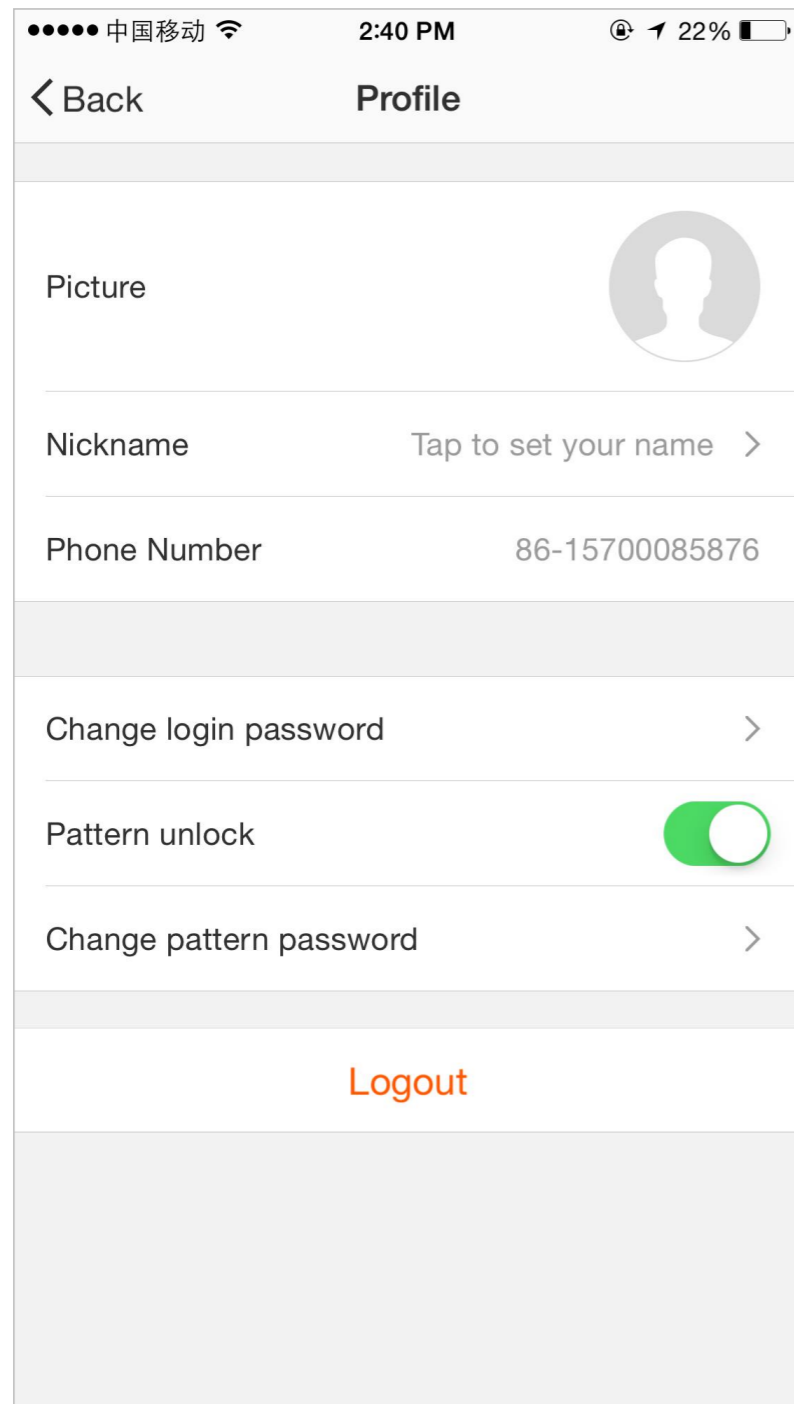 中国移动 2:40 PM 22%
Back Profile
Picture
Nickname Tap to set your name
Phone Number 86-15700085876
Change login password
Pattern unlock
Change pattern password
Logout